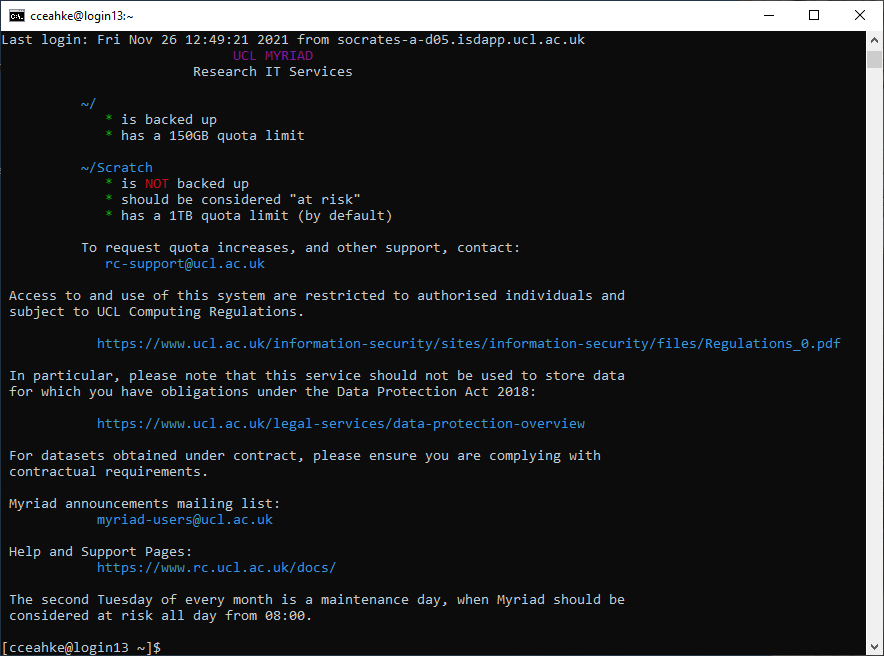 cceahke@login13:~
Last login: Fri Nov 26 12:49:21 2021 from socrates-a-d05.isdapp.ucl.ac.uk
UCL MYRIAD
Research IT Services
~/
* is backed up
* has a 150GB quota limit
~/Scratch
* is NOT backed up
* should be considered "at risk"
* has a 1TB quota limit (by default)
To request quota increases, and other support, contact:
rc-support@ucl.ac.uk
Access to and use of this system are restricted to authorised individuals and
subject to UCL Computing Regulations.
https://www.ucl.ac.uk/information-security/sites/information-security/files/Regulations_0.pdf
In particular, please note that this service should not be used to store data
for which you have obligations under the Data Protection Act 2018:
https://www.ucl.ac.uk/legal-services/data-protection-overview
For datasets obtained under contract, please ensure you are complying with
contractual requirements.
Myriad announcements mailing list:
myriad-users@ucl.ac.uk
Help and Support Pages:
https://www.rc.ucl.ac.uk/docs/
The second Tuesday of every month is a maintenance day, when Myriad should be
considered at risk all day from 08:00.
[cceahke@login13 ~]$